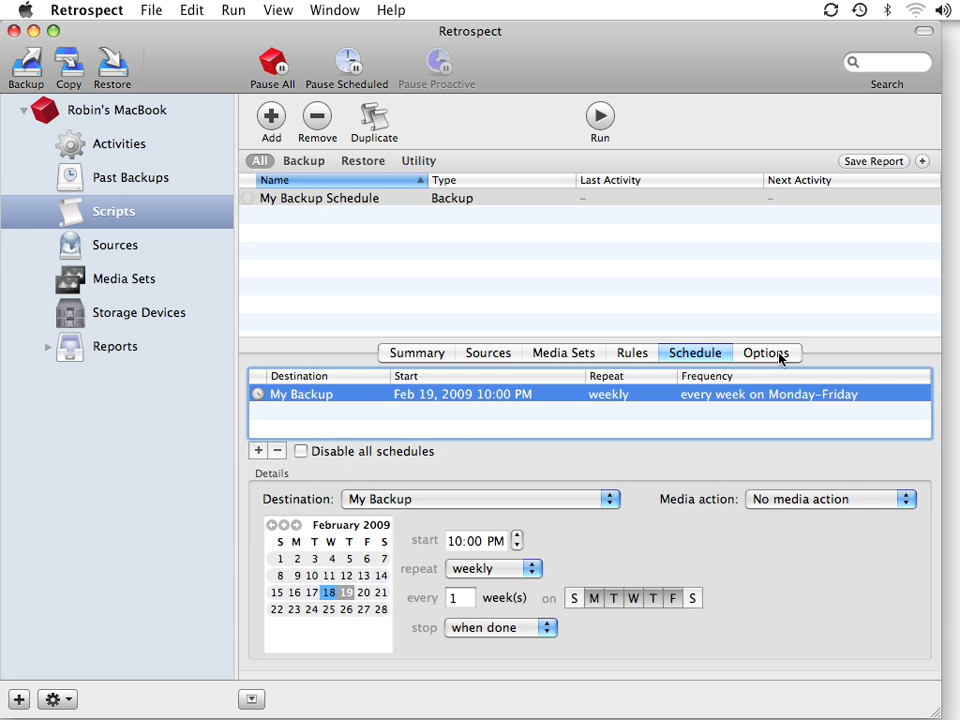 Retrospect File Edit Run View Window Help
Retrospect
Backup Copy Restore Pause All Pause Scheduled Pause Proactive Search
Robin's MacBook
Activities
Past Backups
Scripts
Sources
Media Sets
Storage Devices
Reports
Add Remove Duplicate Run
All Backup Restore Utility Save Report +
Name Type Last Activity Next Activity
My Backup Schedule Backup – –
Summary Sources Media Sets Rules Schedule Options
Destination Start Repeat Frequency
My Backup Feb 19, 2009 10:00 PM weekly every week on Monday–Friday
+ − Disable all schedules
Details
Destination: My Backup Media action: No media action
February 2009
S M T W T F S
1 2 3 4 5 6 7
8 9 10 11 12 13 14
15 16 17 18 19 20 21
22 23 24 25 26 27 28
start 10:00 PM
repeat weekly
every 1 week(s) on S M T W T F S
stop when done